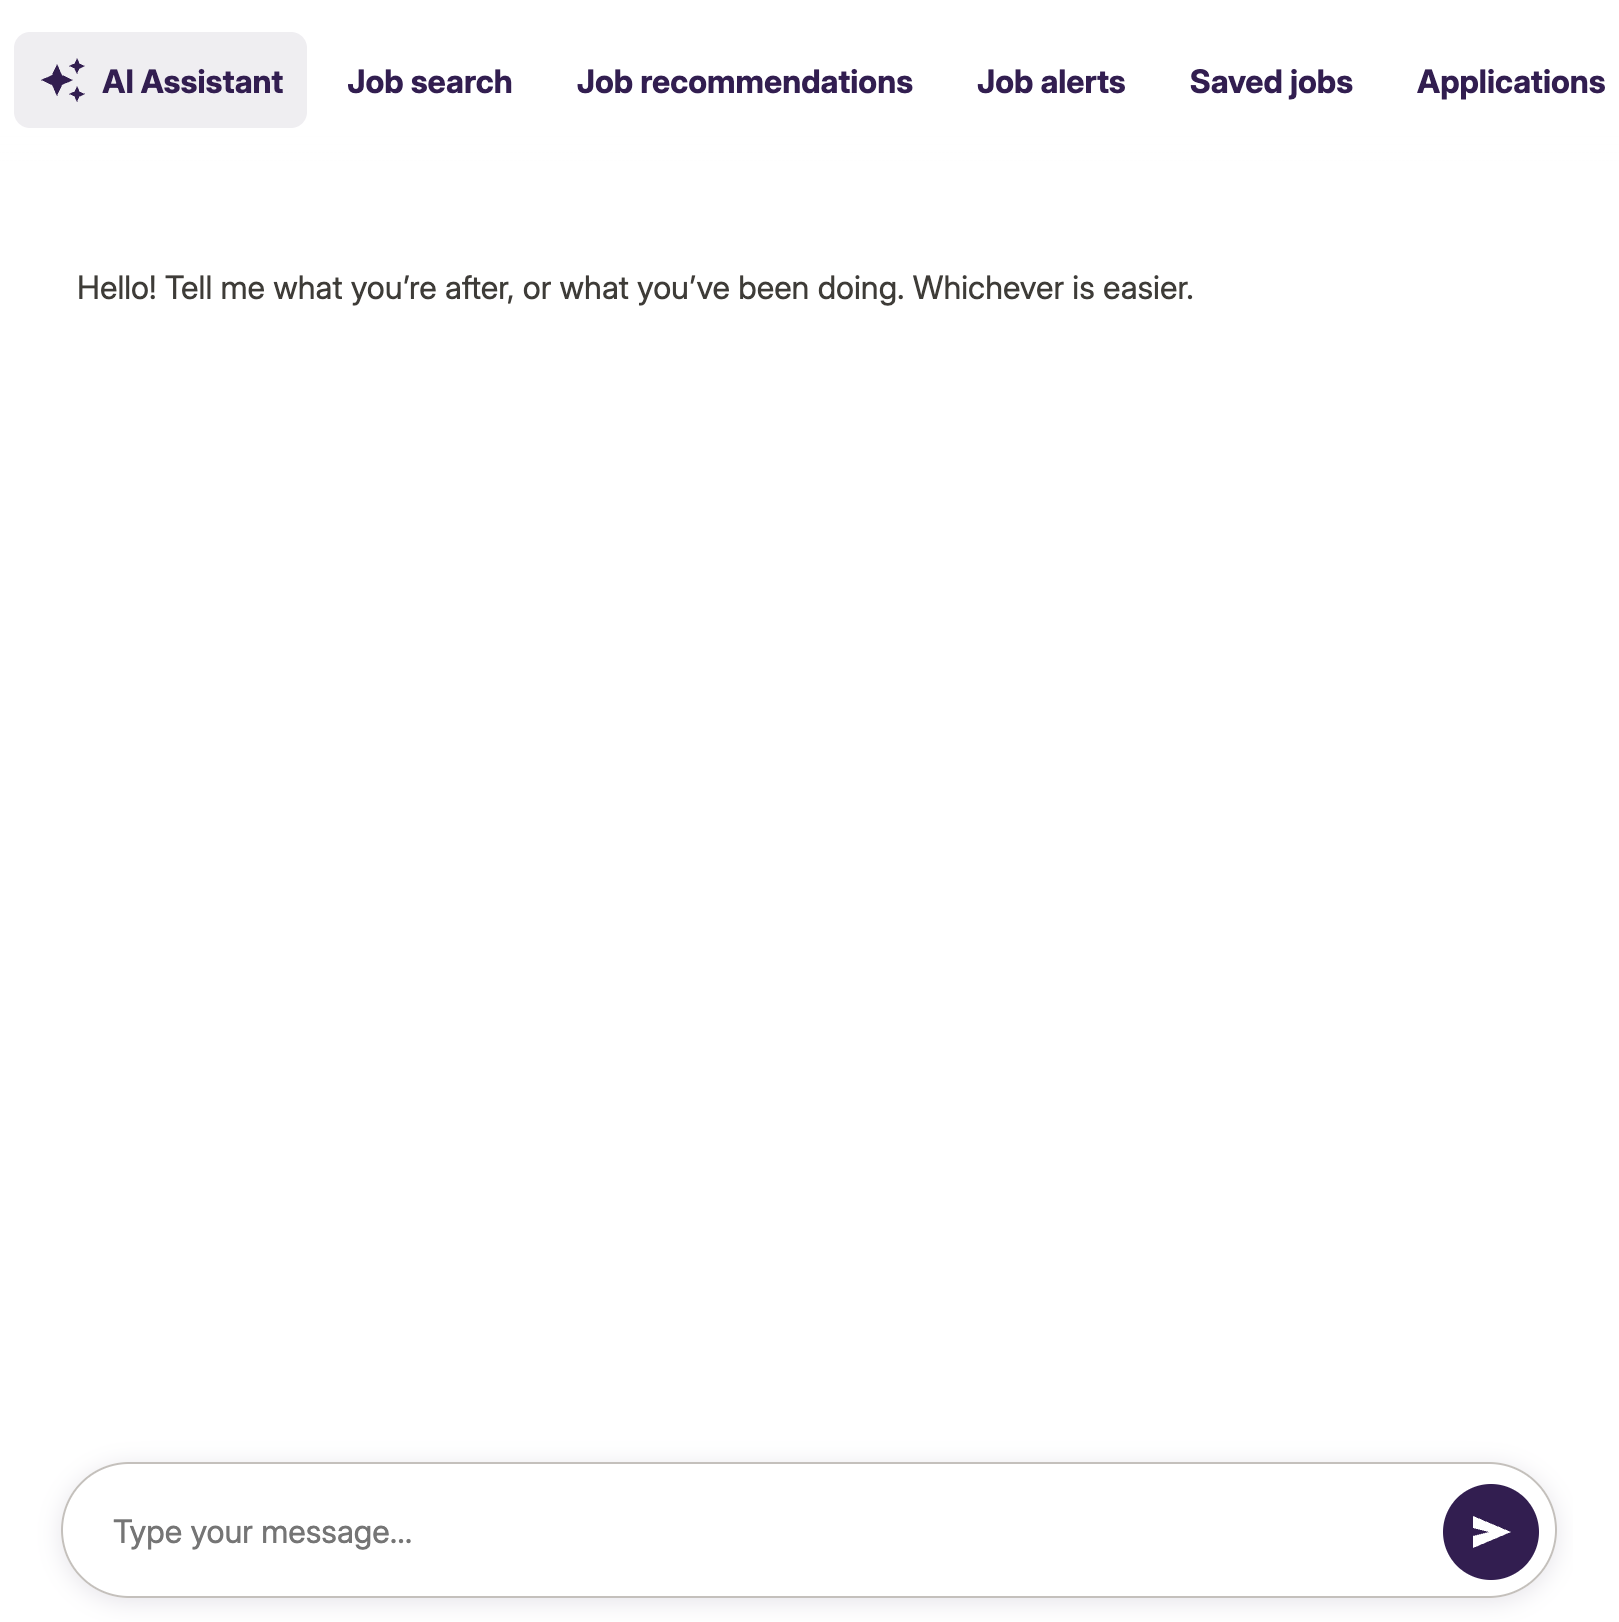 AI Assistant Job search Job recommendations Job alerts Saved jobs Applications
Hello! Tell me what you’re after, or what you’ve been doing. Whichever is easier.
Type your message...